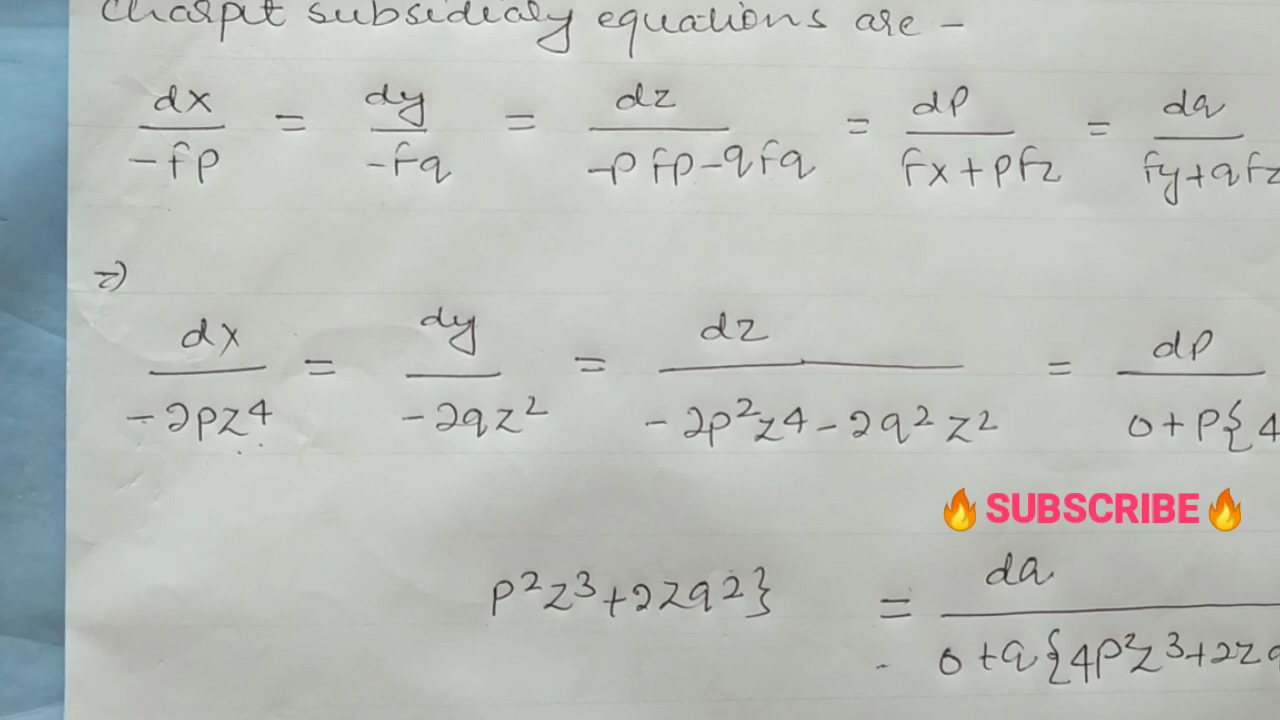 Charpit subsidiary equations are -
dx/-fp = dy/-fq = dz/-pfp-qfq = dp/fx+pfz = dq/fy+qfz
=>
dx/-2pz⁴ = dy/-2qz² = dz/-2p²z⁴-2q²z² = dp/0+p{4
🔥SUBSCRIBE🔥
p²z³+2zq²} = dq/0+q{4p²z³+2zq